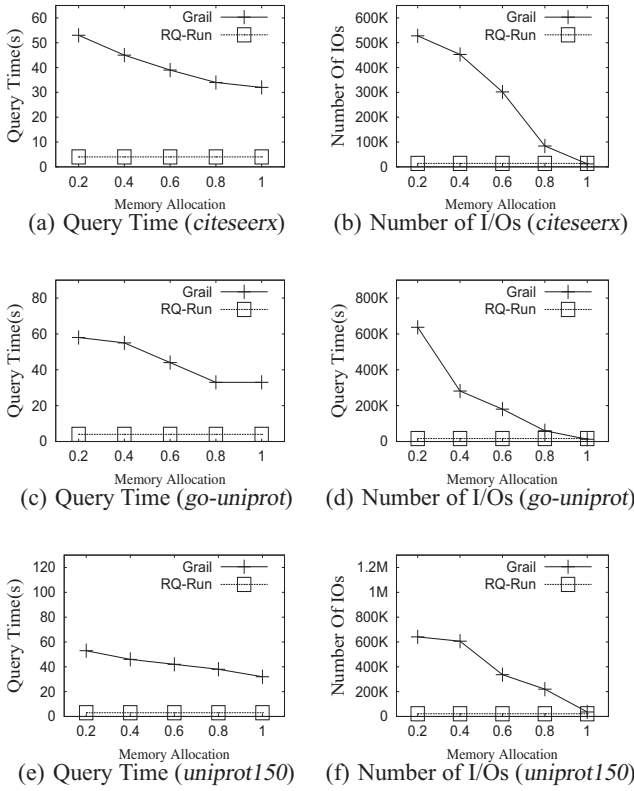 60
50
40
30
20
10
0
Query Time(s)
Grail
RQ-Run
0.2 0.4 0.6 0.8 1
Memory Allocation
(a) Query Time (citeseerx)
600K
500K
400K
300K
200K
100K
0
Number Of IOs
Grail
RQ-Run
0.2 0.4 0.6 0.8 1
Memory Allocation
(b) Number of I/Os (citeseerx)
80
60
40
20
0
Query Time(s)
Grail
RQ-Run
0.2 0.4 0.6 0.8 1
Memory Allocation
(c) Query Time (go-uniprot)
800K
600K
400K
200K
0
Query Time(s)
Grail
RQ-Run
0.2 0.4 0.6 0.8 1
Memory Allocation
(d) Number of I/Os (go-uniprot)
120
100
80
60
40
20
0
Query Time(s)
Grail
RQ-Run
0.2 0.4 0.6 0.8 1
Memory Allocation
(e) Query Time (uniprot150)
1.2M
1M
800K
600K
400K
200K
0
Number Of IOs
Grail
RQ-Run
0.2 0.4 0.6 0.8 1
Memory Allocation
(f) Number of I/Os (uniprot150)